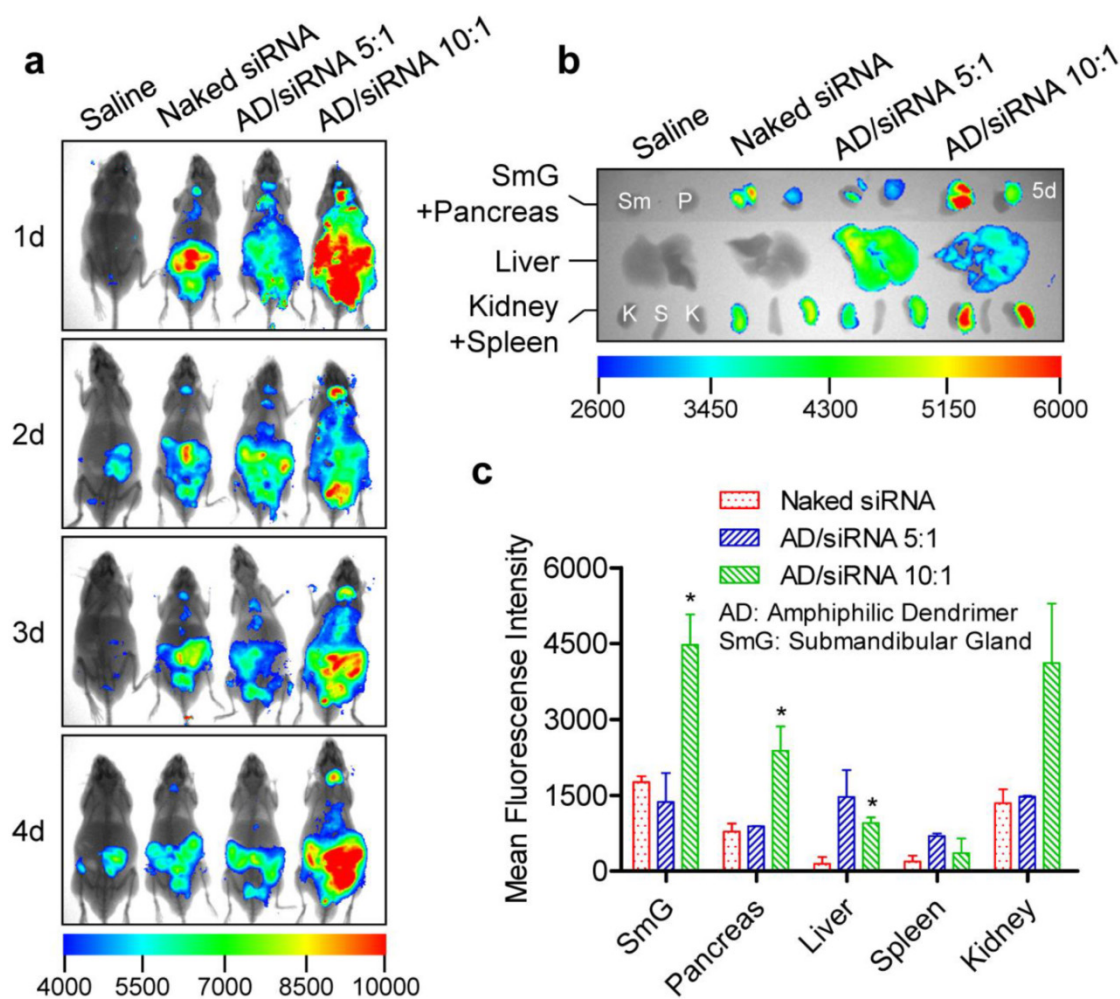 a
Saline
Naked siRNA
AD/siRNA 5:1
AD/siRNA 10:1
1d
2d
3d
4d
4000 5500 7000 8500 10000
b
Saline
Naked siRNA
AD/siRNA 5:1
AD/siRNA 10:1
SmG
+Pancreas
Sm P 5d
Liver
Kidney
+Spleen
K S K
2600 3450 4300 5150 6000
c
Naked siRNA
AD/siRNA 5:1
AD/siRNA 10:1
AD: Amphiphilic Dendrimer
SmG: Submandibular Gland
Mean Fluorescense Intensity
6000
4500
3000
1500
0
*
*
*
SmG
Pancreas
Liver
Spleen
Kidney